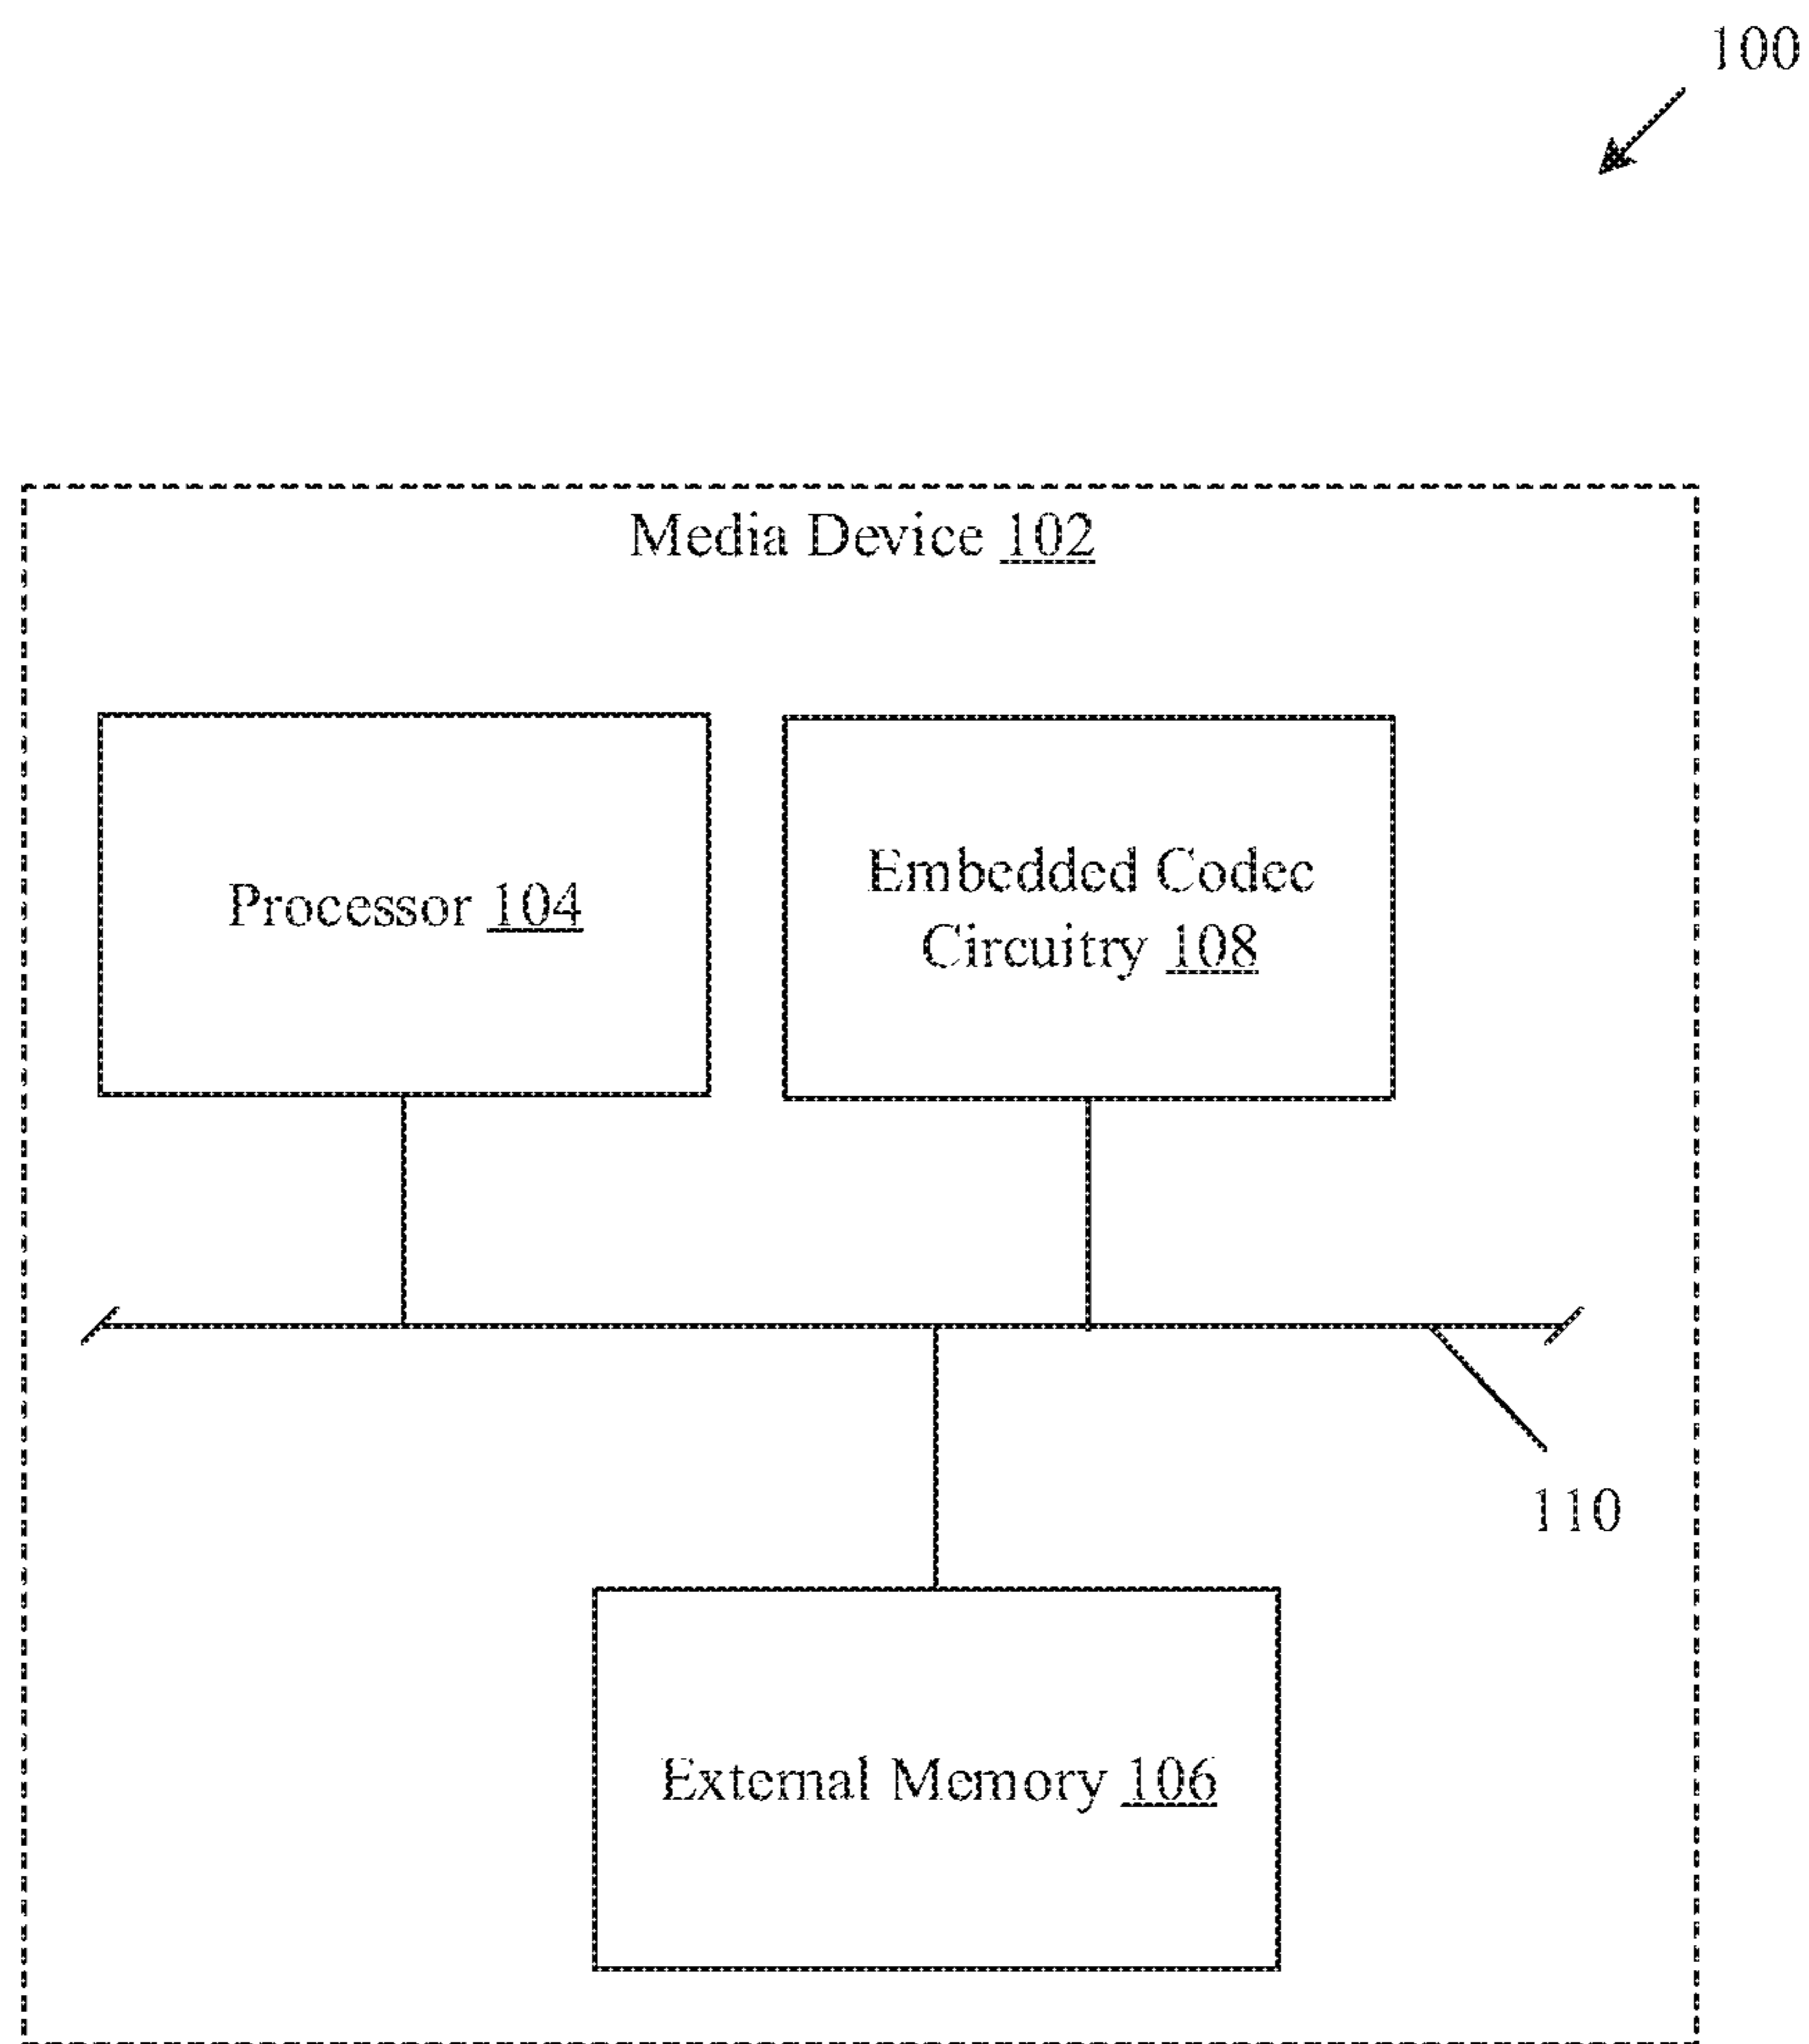 100
Media Device 102
Processor 104
Embedded Codec
Circuitry 108
110
External Memory 106